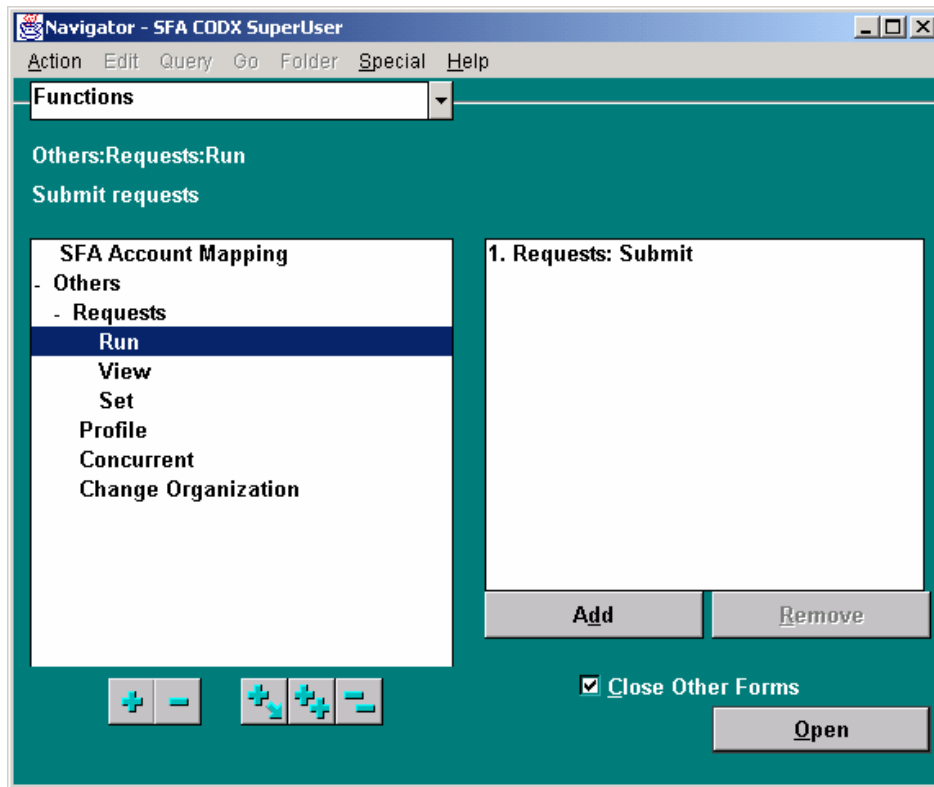 Navigator - SFA CODX SuperUser
Action Edit Query Go Folder Special Help
Functions
Others:Requests:Run
Submit requests
SFA Account Mapping
- Others
- Requests
Run
View
Set
Profile
Concurrent
Change Organization
1. Requests: Submit
Add
Remove
Close Other Forms
Open